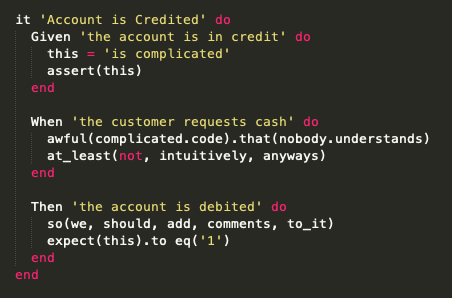 it 'Account is Credited' do
Given 'the account is in credit' do
this = 'is complicated'
assert(this)
end
When 'the customer requests cash' do
awful(complicated.code).that(nobody.understands)
at_least(not, intuitively, anyways)
end
Then 'the account is debited' do
so(we, should, add, comments, to_it)
expect(this).to eq('1')
end
end